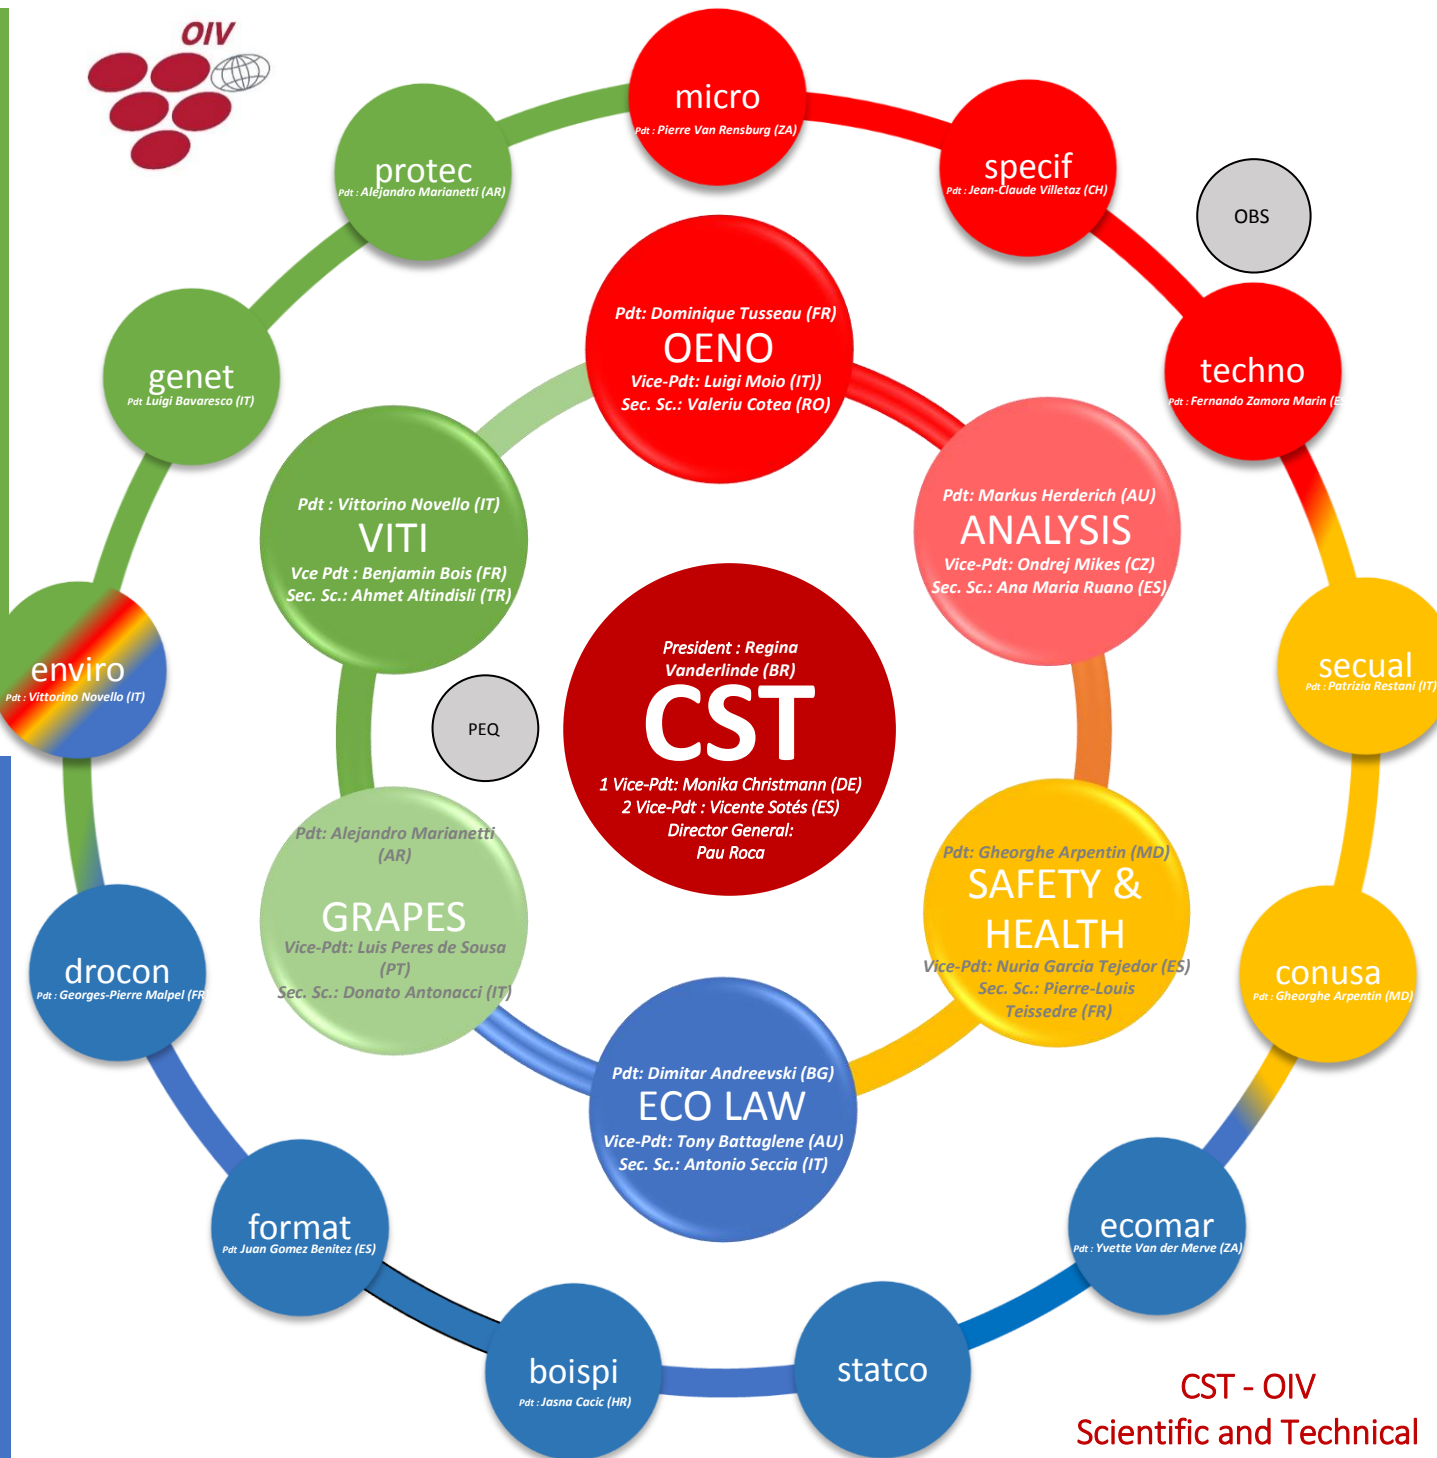 OIV
micro
Pdt : Pierre Van Rensburg (ZA)
protec
Pdt : Alejandro Marianetti (AR)
specif
Pdt : Jean-Claude Villetaz (CH)
OBS
genet
Pdt Luigi Bavaresco (IT)
techno
Pdt : Fernando Zamora Marin (ES
Pdt: Dominique Tusseau (FR)
OENO
Vice-Pdt: Luigi Moio (IT))
Sec. Sc.: Valeriu Cotea (RO)
Pdt : Vittorino Novello (IT)
VITI
Vce Pdt : Benjamin Bois (FR)
Sec. Sc.: Ahmet Altindisli (TR)
Pdt: Markus Herderich (AU)
ANALYSIS
Vice-Pdt: Ondrej Mikes (CZ)
Sec. Sc.: Ana Maria Ruano (ES)
enviro
Pdt : Vittorino Novello (IT)
PEQ
President : Regina
Vanderlinde (BR)
CST
1 Vice-Pdt: Monika Christmann (DE)
2 Vice-Pdt : Vicente Sotés (ES)
Director General:
Pau Roca
secual
Pdt : Patrizia Restani (IT)
Pdt: Alejandro Marianetti
(AR)
GRAPES
Vice-Pdt: Luis Peres de Sousa
(PT)
Sec. Sc.: Donato Antonacci (IT)
Pdt: Gheorghe Arpentin (MD)
SAFETY &
HEALTH
Vice-Pdt: Nuria Garcia Tejedor (ES)
Sec. Sc.: Pierre-Louis
Teissedre (FR)
drocon
Pdt : Georges-Pierre Malpel (FR
conusa
Pdt : Gheorghe Arpentin (MD)
Pdt: Dimitar Andreevski (BG)
ECO LAW
Vice-Pdt: Tony Battaglene (AU)
Sec. Sc.: Antonio Seccia (IT)
format
Pdt Juan Gomez Benitez (ES)
ecomar
Pdt : Yvette Van der Merve (ZA)
boispi
Pdt : Jasna Cacic (HR)
statco
CST - OIV
Scientific and Technical